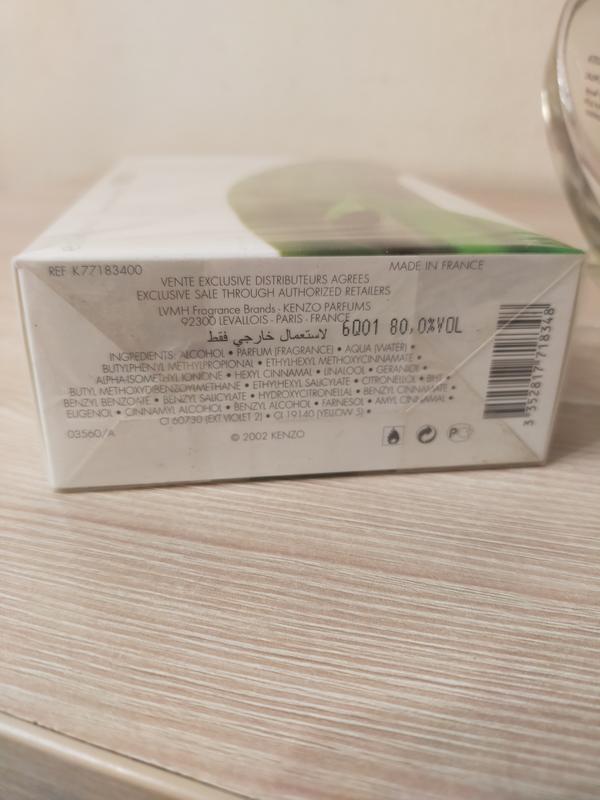 REF K77183400
MADE IN FRANCE
VENTE EXCLUSIVE DISTRIBUTEURS AGREES
EXCLUSIVE SALE THROUGH AUTHORIZED RETAILERS
LVMH Fragrance Brands - KENZO PARFUMS
92300 LEVALLOIS - PARIS - FRANCE
لاستعمال خارجي فقط
6Q01 80,0%VOL
INGREDIENTS: ALCOHOL • PARFUM (FRAGRANCE) • AQUA (WATER) •
BUTYLPHENYL METHYLPROPIONAL • ETHYLHEXYL METHOXYCINNAMATE •
ALPHA-ISOMETHYL IONONE • HEXYL CINNAMAL • LINALOOL • GERANIOL •
BUTYL METHOXYDIBENZOYLMETHANE • ETHYLHEXYL SALICYLATE • CITRONELLOL • BHT •
BENZYL BENZOATE • BENZYL SALICYLATE • HYDROXYCITRONELLAL • BENZYL CINNAMATE •
EUGENOL • CINNAMYL ALCOHOL • BENZYL ALCOHOL • FARNESOL • AMYL CINNAMAL •
CI 60730 (EXT VIOLET 2) • CI 19140 (YELLOW 5) •
03560/A
© 2002 KENZO
3 352817 718348